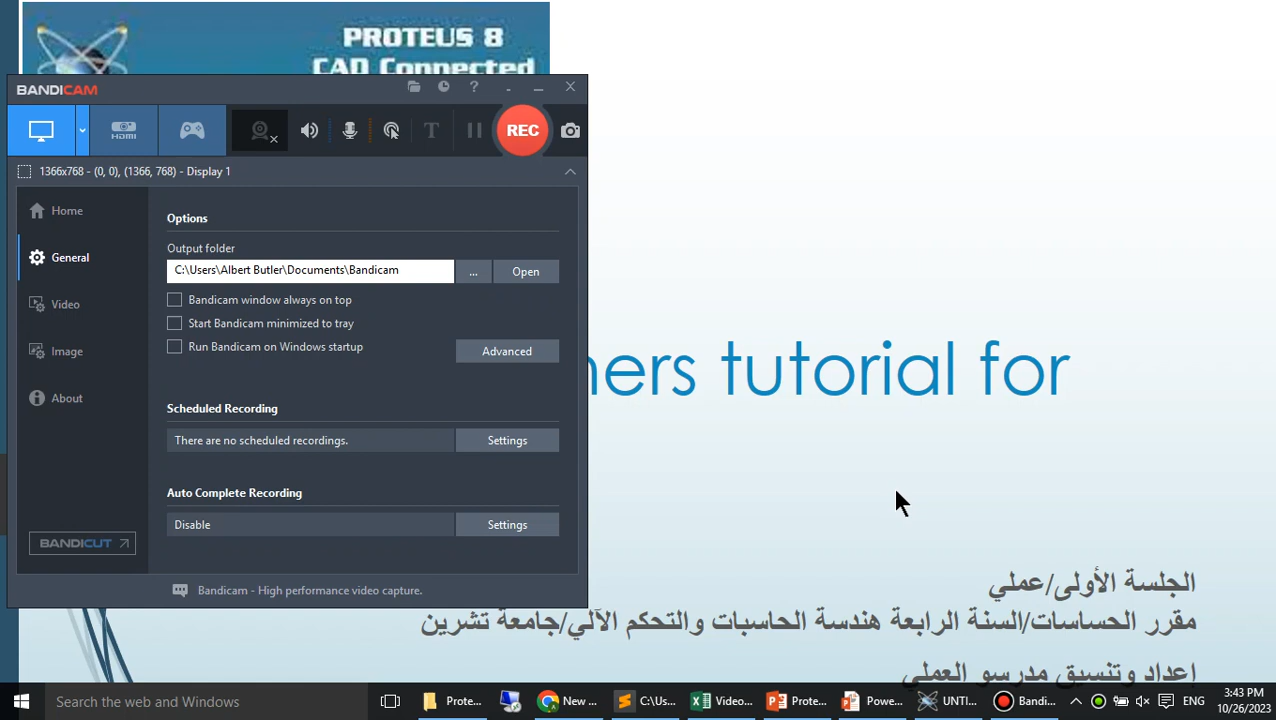 PROTEUS 8
CAD Connected
BANDICAM
HDMI
REC
1366x768 - (0, 0), (1366, 768) - Display 1
Home
General
Video
Image
About
BANDICUT
Options
Output folder
C:\Users\Albert Butler\Documents\Bandicam
...
Open
Bandicam window always on top
Start Bandicam minimized to tray
Run Bandicam on Windows startup
Advanced
Scheduled Recording
There are no scheduled recordings.
Settings
Auto Complete Recording
Disable
Settings
Bandicam - High performance video capture.
ners tutorial for
الجلسة الأولى/عملي
مقرر الحساسات/السنة الرابعة هندسة الحاسبات والتحكم الآلي/جامعة تشرين
اعداد وتنسيق مدرسو العملي
Search the web and Windows
Prote...
New ...
C:\Us...
Video...
Prote...
Powe...
UNTI...
Bandi...
ENG
3:43 PM
10/26/2023